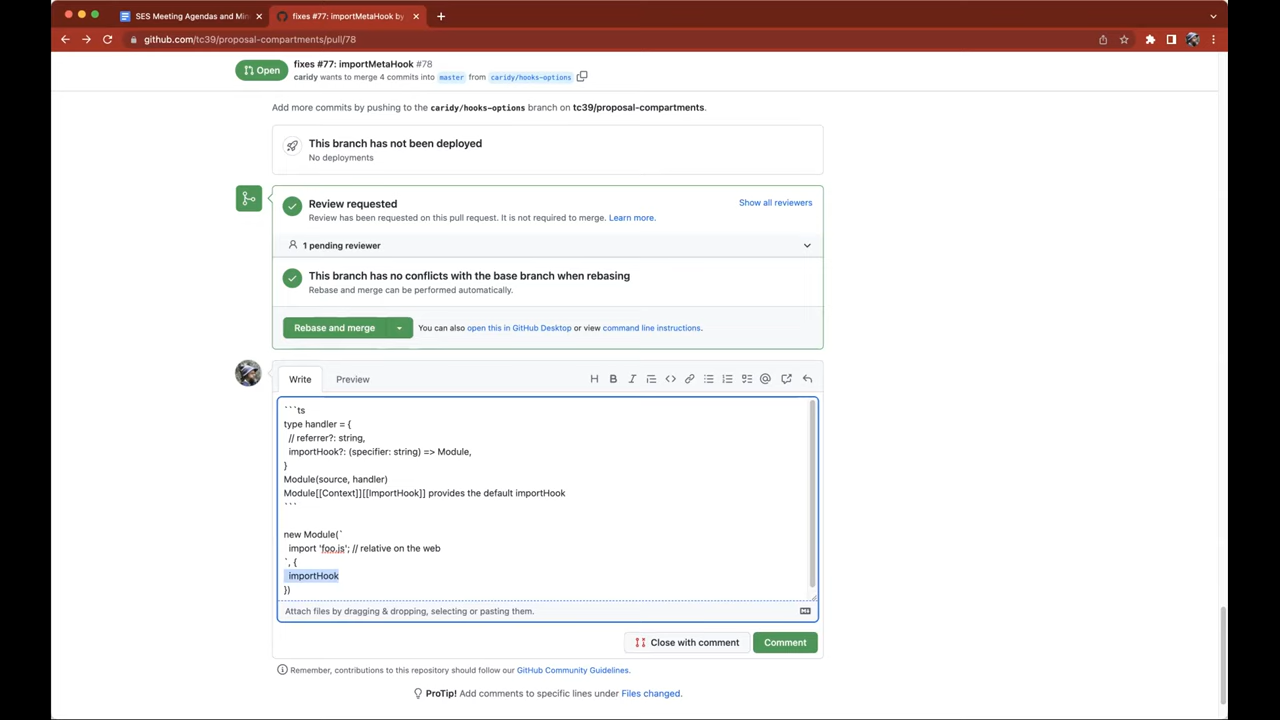 SES Meeting Agendas and Min
fixes #77: importMetaHook by
github.com/tc39/proposal-compartments/pull/78
Open
fixes #77: importMetaHook #78
caridy wants to merge 4 commits into master from caridy/hooks-options
Add more commits by pushing to the caridy/hooks-options branch on tc39/proposal-compartments.
This branch has not been deployed
No deployments
Review requested
Show all reviewers
Review has been requested on this pull request. It is not required to merge. Learn more.
1 pending reviewer
This branch has no conflicts with the base branch when rebasing
Rebase and merge can be performed automatically.
Rebase and merge
You can also open this in GitHub Desktop or view command line instructions.
Write
Preview
```ts
type handler = {
// referrer?: string,
importHook?: (specifier: string) => Module,
}
Module(source, handler)
Module[[Context]][[ImportHook]] provides the default importHook
```
new Module(`
import 'foo.js'; // relative on the web
`, {
importHook
})
Attach files by dragging & dropping, selecting or pasting them.
Close with comment
Comment
Remember, contributions to this repository should follow our GitHub Community Guidelines.
ProTip! Add comments to specific lines under Files changed.